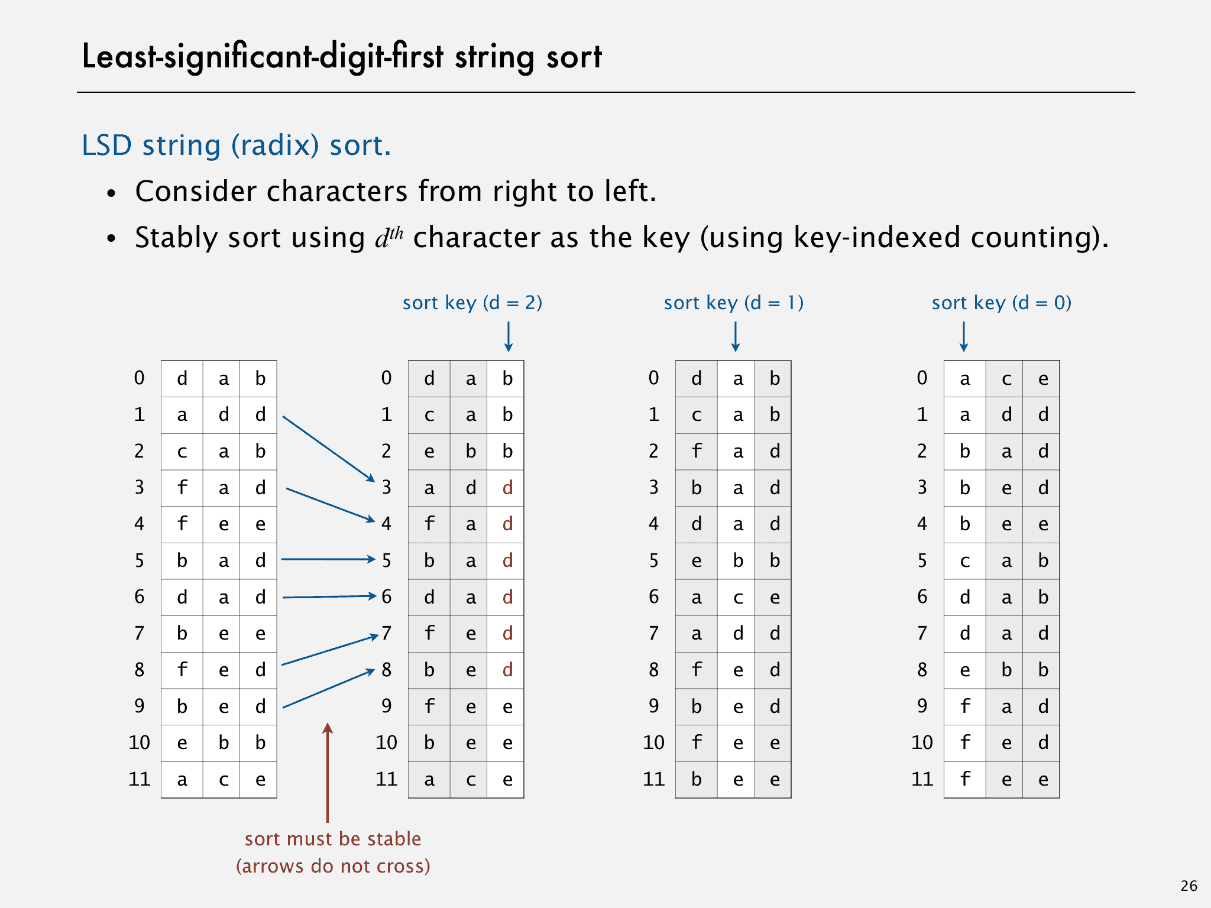 Least-significant-digit-first string sort
LSD string (radix) sort.
• Consider characters from right to left.
• Stably sort using dth character as the key (using key-indexed counting).
sort key (d = 2) sort key (d = 1) sort key (d = 0)
0 d a b 0 d a b 0 d a b 0 a c e
1 a d d 1 c a b 1 c a b 1 a d d
2 c a b 2 e b b 2 f a d 2 b a d
3 f a d 3 a d d 3 b a d 3 b e d
4 f e e 4 f a d 4 d a d 4 b e e
5 b a d 5 b a d 5 e b b 5 c a b
6 d a d 6 d a d 6 a c e 6 d a b
7 b e e 7 f e d 7 a d d 7 d a d
8 f e d 8 b e d 8 f e d 8 e b b
9 b e d 9 f e e 9 b e d 9 f a d
10 e b b 10 b e e 10 f e e 10 f e d
11 a c e 11 a c e 11 b e e 11 f e e
sort must be stable
(arrows do not cross)
26